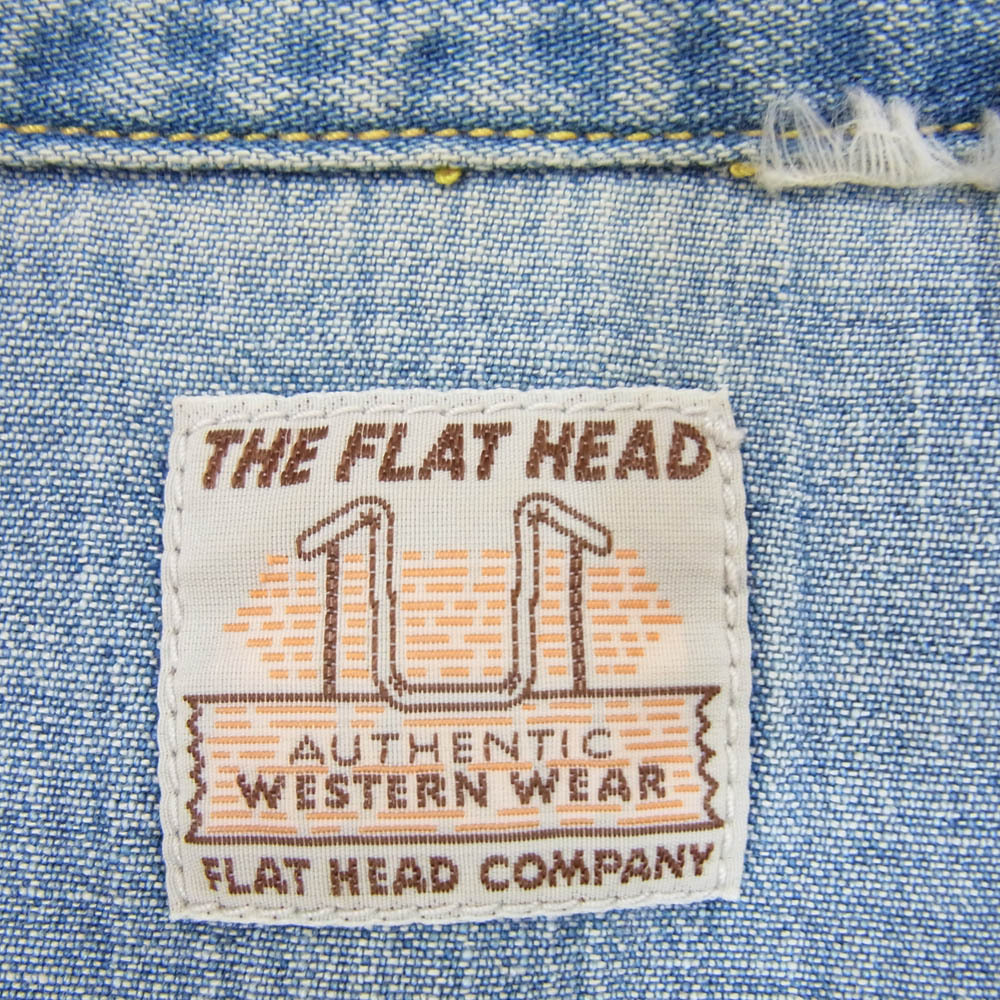 THE FLAT HEAD
AUTHENTIC
WESTERN WEAR
FLAT HEAD COMPANY